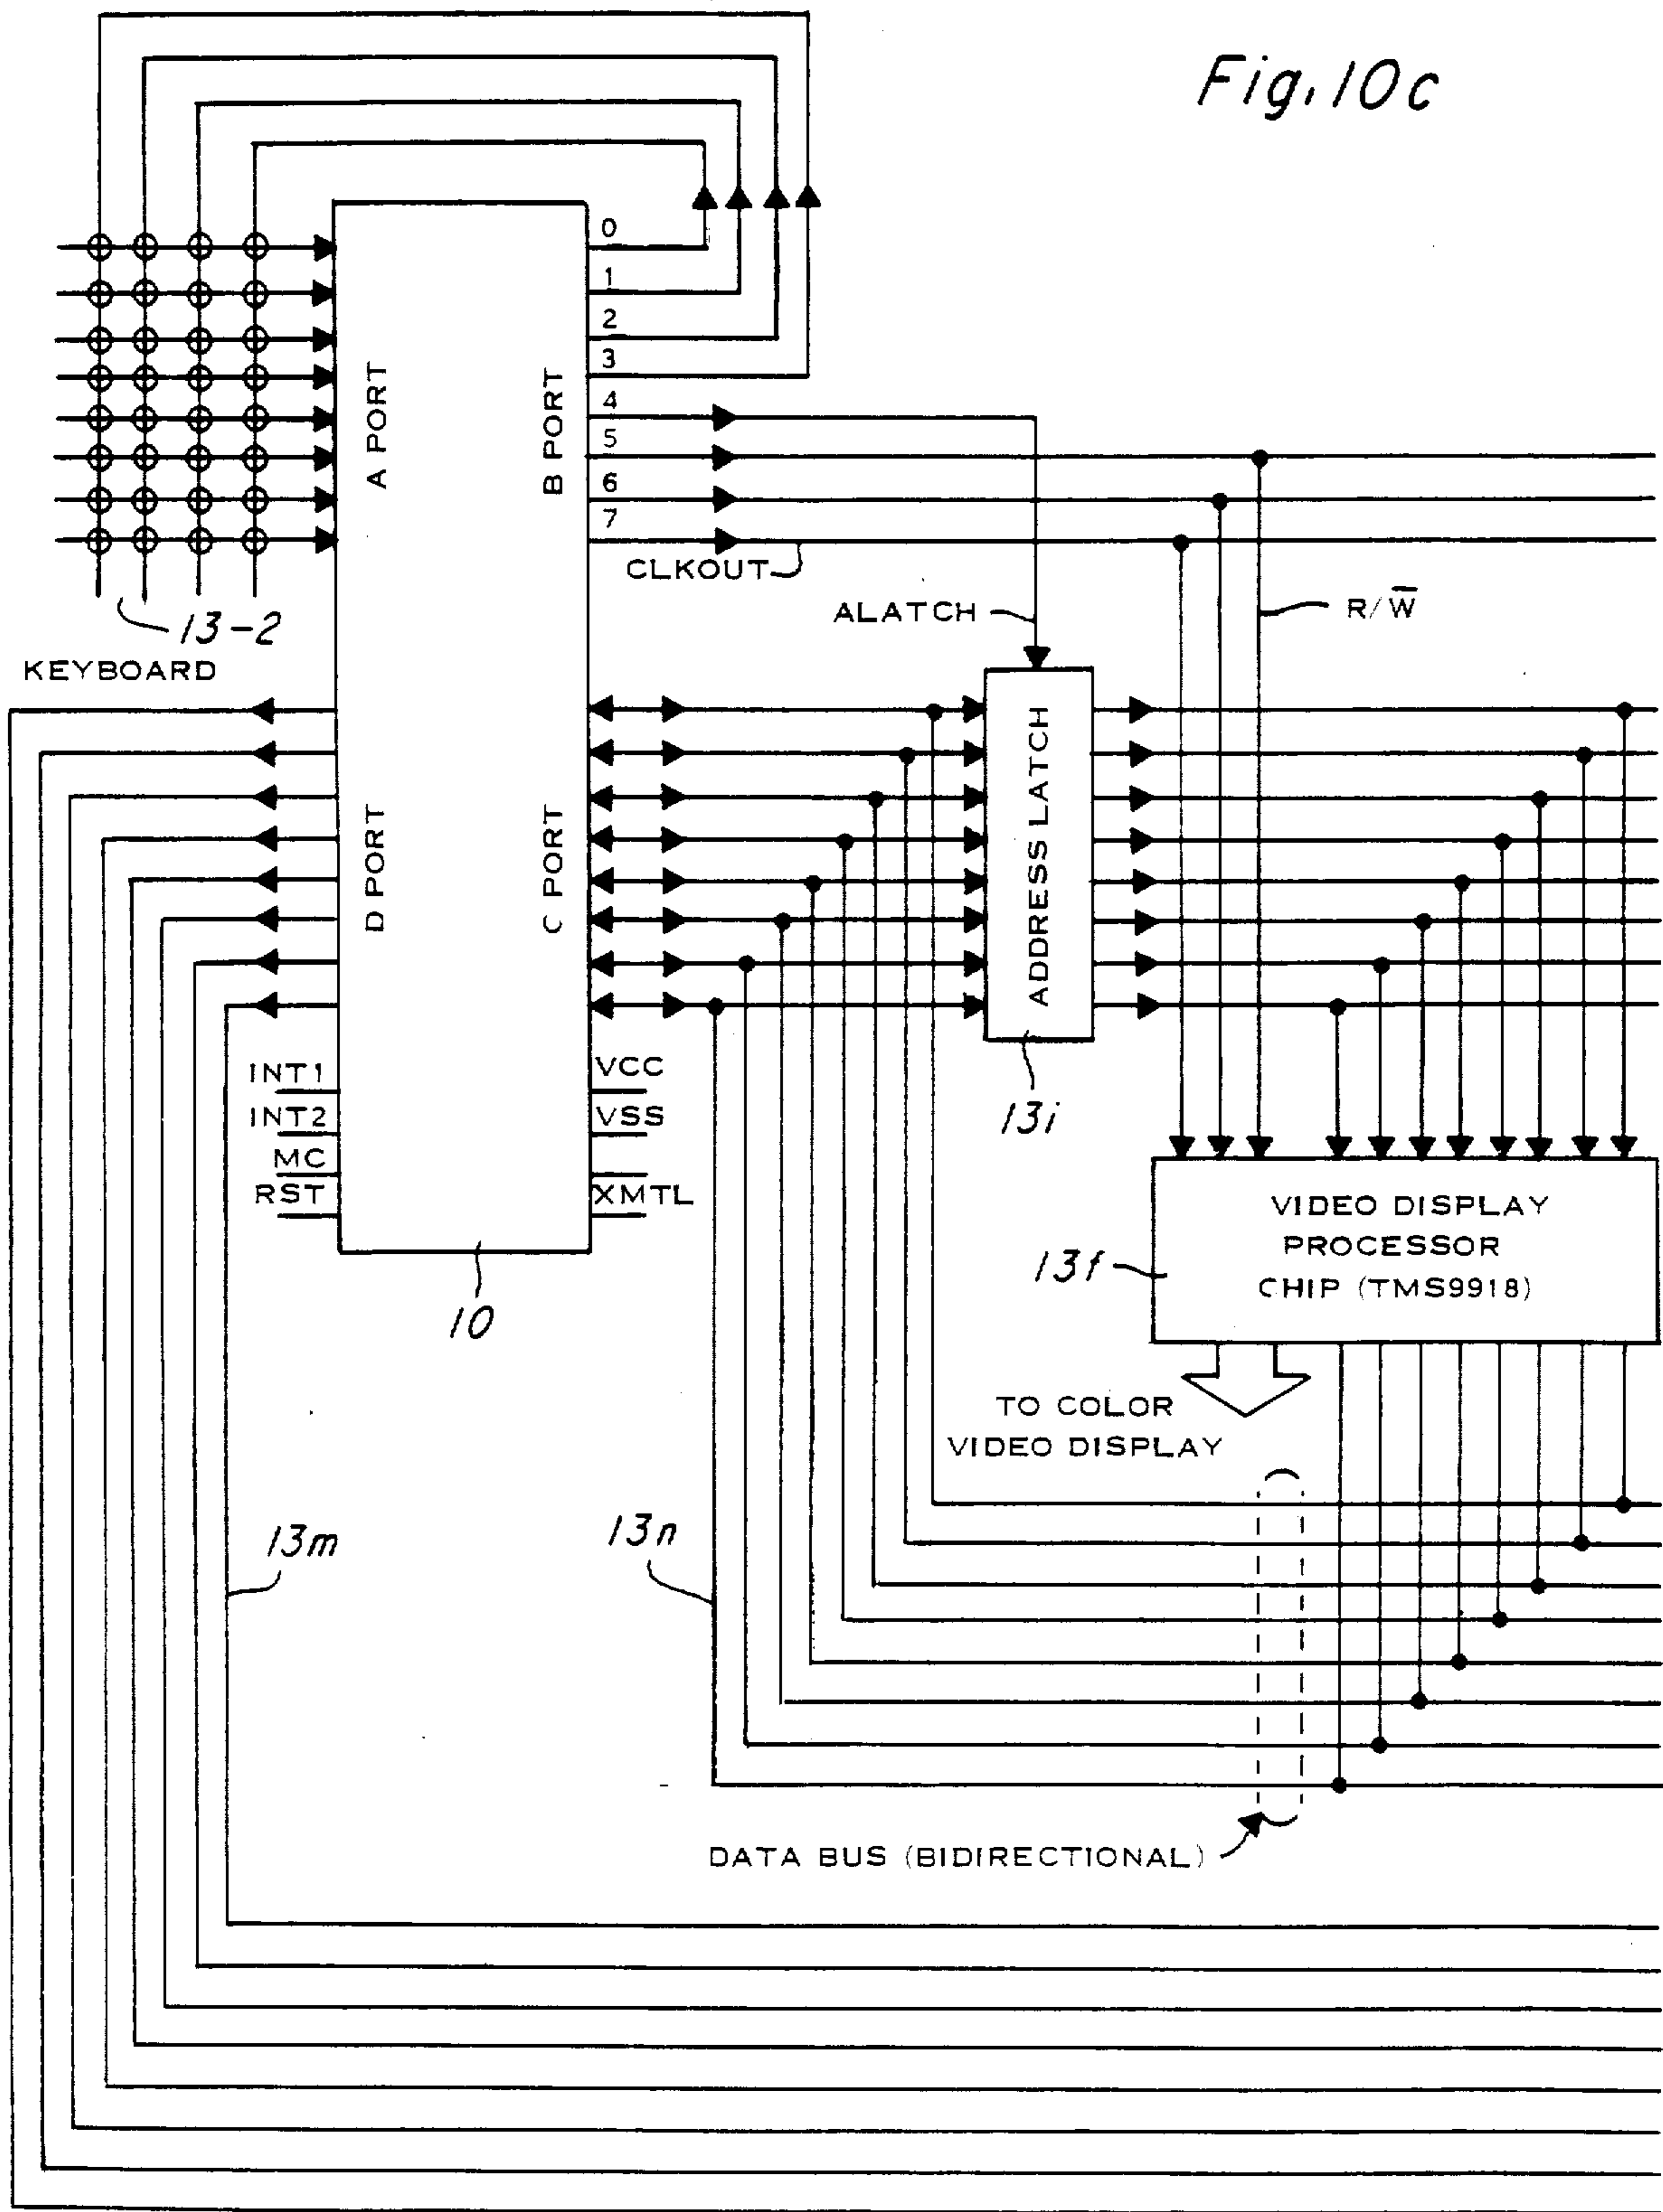 Fig. 10c
0
1
2
3
4
5
6
7
A PORT
B PORT
CLKOUT
ALATCH
R/W̅
13-2
KEYBOARD
D PORT
C PORT
ADDRESS LATCH
13i
INT1
INT2
MC
RST
VCC
VSS
XMTL
10
VIDEO DISPLAY
PROCESSOR
CHIP (TMS9918)
13f
TO COLOR
VIDEO DISPLAY
13m
13n
DATA BUS (BIDIRECTIONAL)